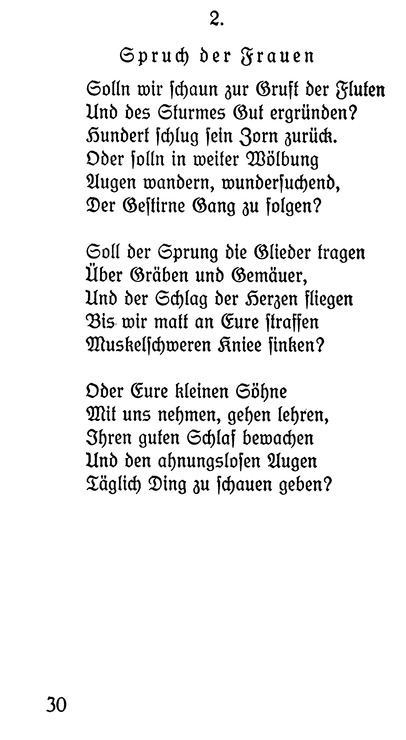 2.
Spruch der Frauen
Solln wir schaun zur Gruft der Fluten
Und des Sturmes Gut ergründen?
Hundert schlug sein Zorn zurück.
Oder solln in weiter Wölbung
Augen wandern, wundersuchend,
Der Gestirne Gang zu folgen?
Soll der Sprung die Glieder tragen
Über Gräben und Gemäuer,
Und der Schlag der Herzen fliegen
Bis wir matt an Eure straffen
Muskelschweren Kniee sinken?
Oder Eure kleinen Söhne
Mit uns nehmen, gehen lehren,
Ihren guten Schlaf bewachen
Und den ahnungslosen Augen
Täglich Ding zu schauen geben?
30